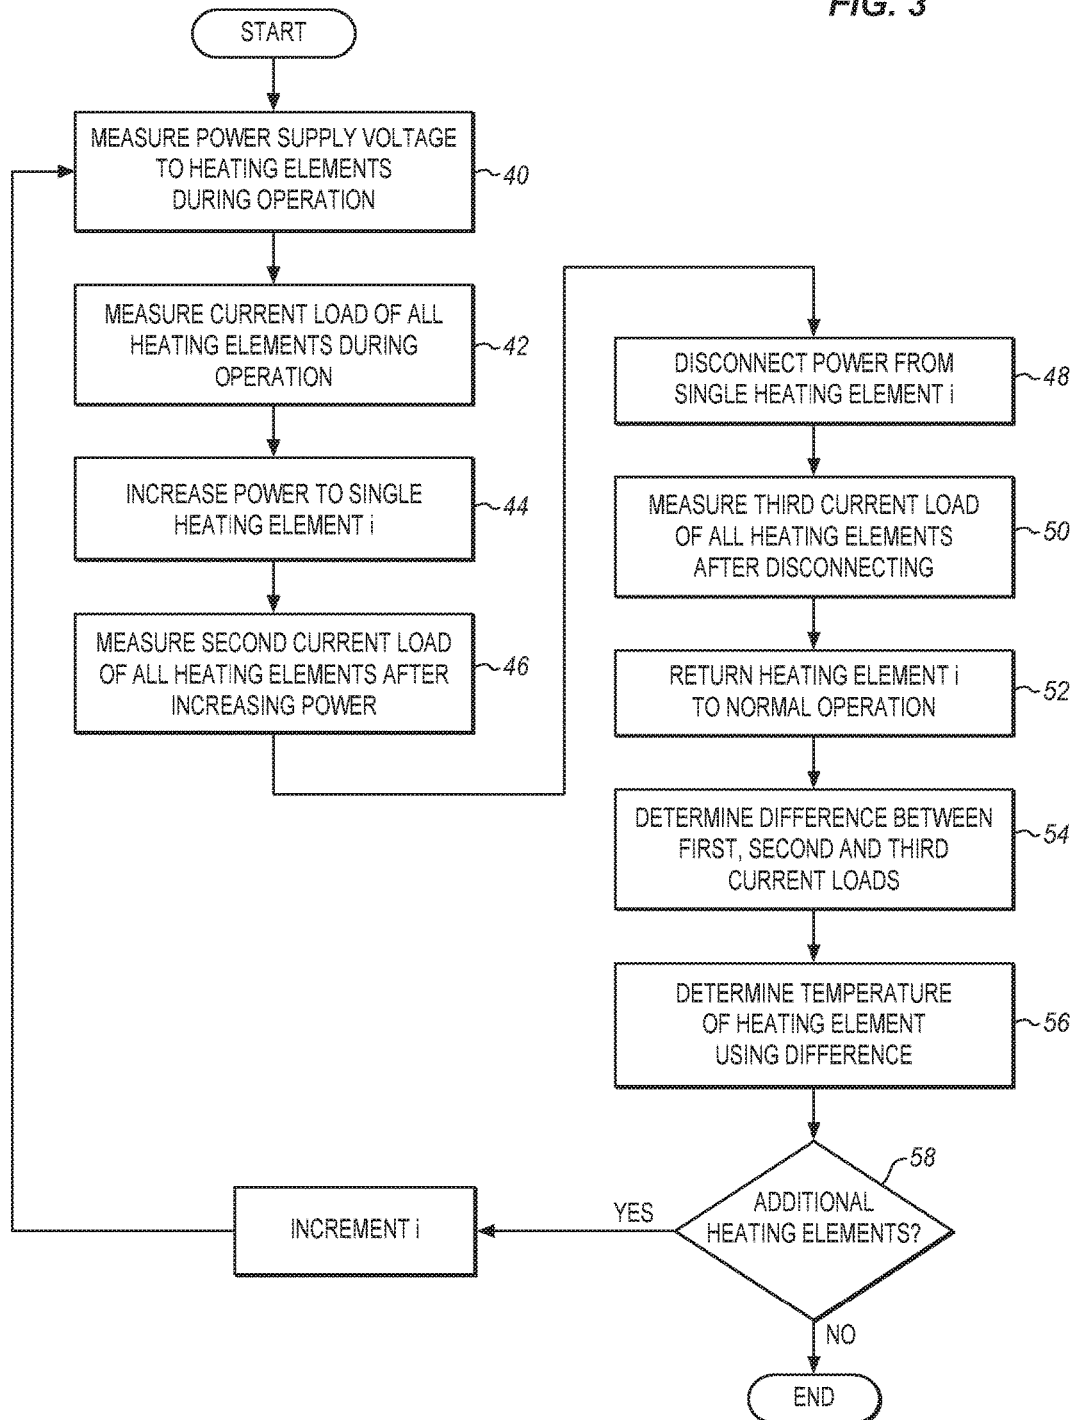 FIG. 3
START
MEASURE POWER SUPPLY VOLTAGE
TO HEATING ELEMENTS
DURING OPERATION
40
MEASURE CURRENT LOAD OF ALL
HEATING ELEMENTS DURING
OPERATION
42
INCREASE POWER TO SINGLE
HEATING ELEMENT i
44
MEASURE SECOND CURRENT LOAD
OF ALL HEATING ELEMENTS AFTER
INCREASING POWER
46
DISCONNECT POWER FROM
SINGLE HEATING ELEMENT i
48
MEASURE THIRD CURRENT LOAD
OF ALL HEATING ELEMENTS
AFTER DISCONNECTING
50
RETURN HEATING ELEMENT i
TO NORMAL OPERATION
52
DETERMINE DIFFERENCE BETWEEN
FIRST, SECOND AND THIRD
CURRENT LOADS
54
DETERMINE TEMPERATURE
OF HEATING ELEMENT
USING DIFFERENCE
56
58
ADDITIONAL
HEATING ELEMENTS?
YES
INCREMENT i
NO
END